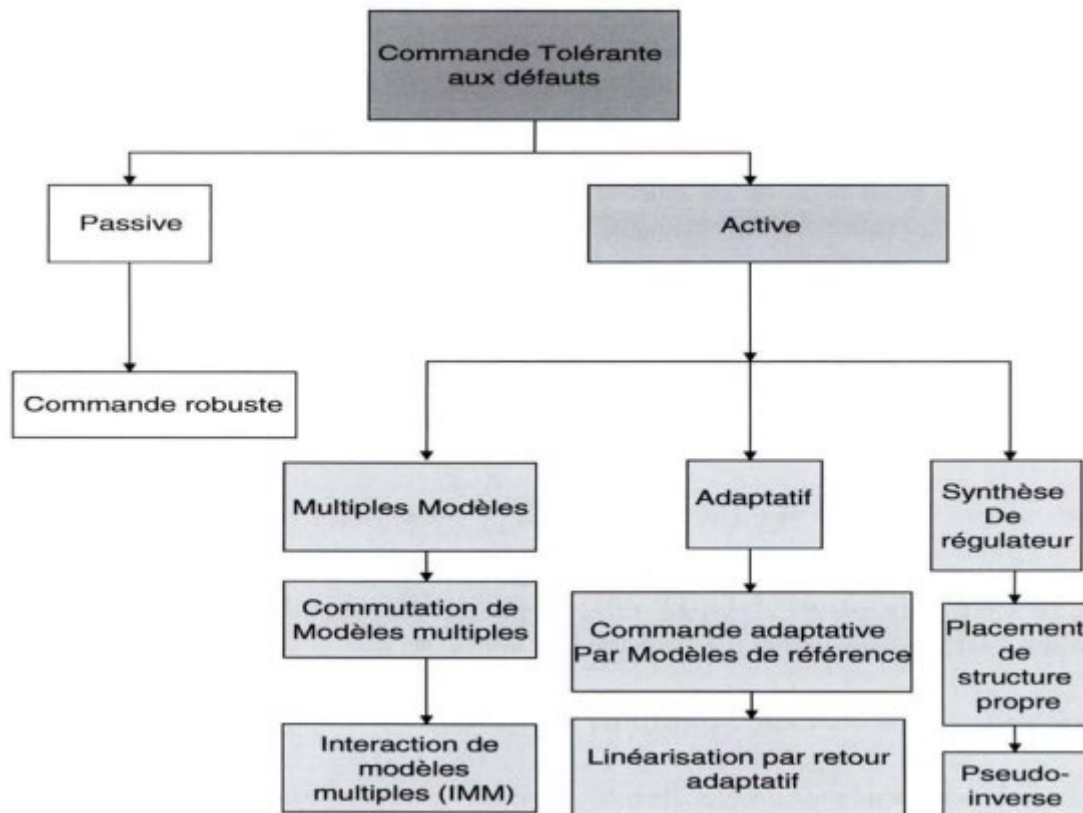 Commande Tolérante
aux défauts
Passive
Active
Commande robuste
Multiples Modèles
Adaptatif
Synthèse
De
régulateur
Commutation de
Modèles multiples
Commande adaptative
Par Modèles de référence
Placement
de
structure
propre
Interaction de
modèles
multiples (IMM)
Linéarisation par retour
adaptatif
Pseudo-
inverse